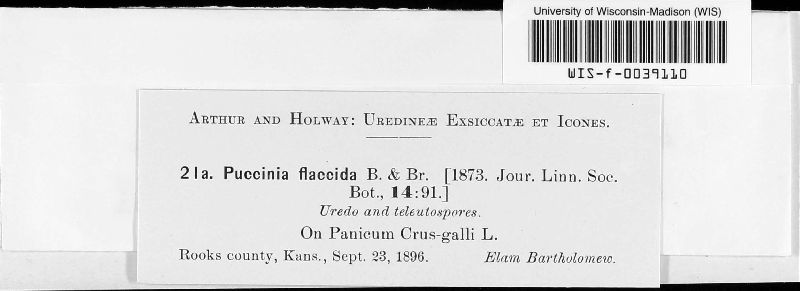 University of Wisconsin-Madison (WIS)
WIS-f-0039110
ARTHUR AND HOLWAY: UREDINEÆ EXSICCATÆ ET ICONES.
21a. Puccinia flaccida B. & Br. [1873. Jour. Linn. Soc.
Bot., 14:91.]
Uredo and teleutospores.
On Panicum Crus-galli L.
Rooks county, Kans., Sept. 23, 1896. Elam Bartholomew.